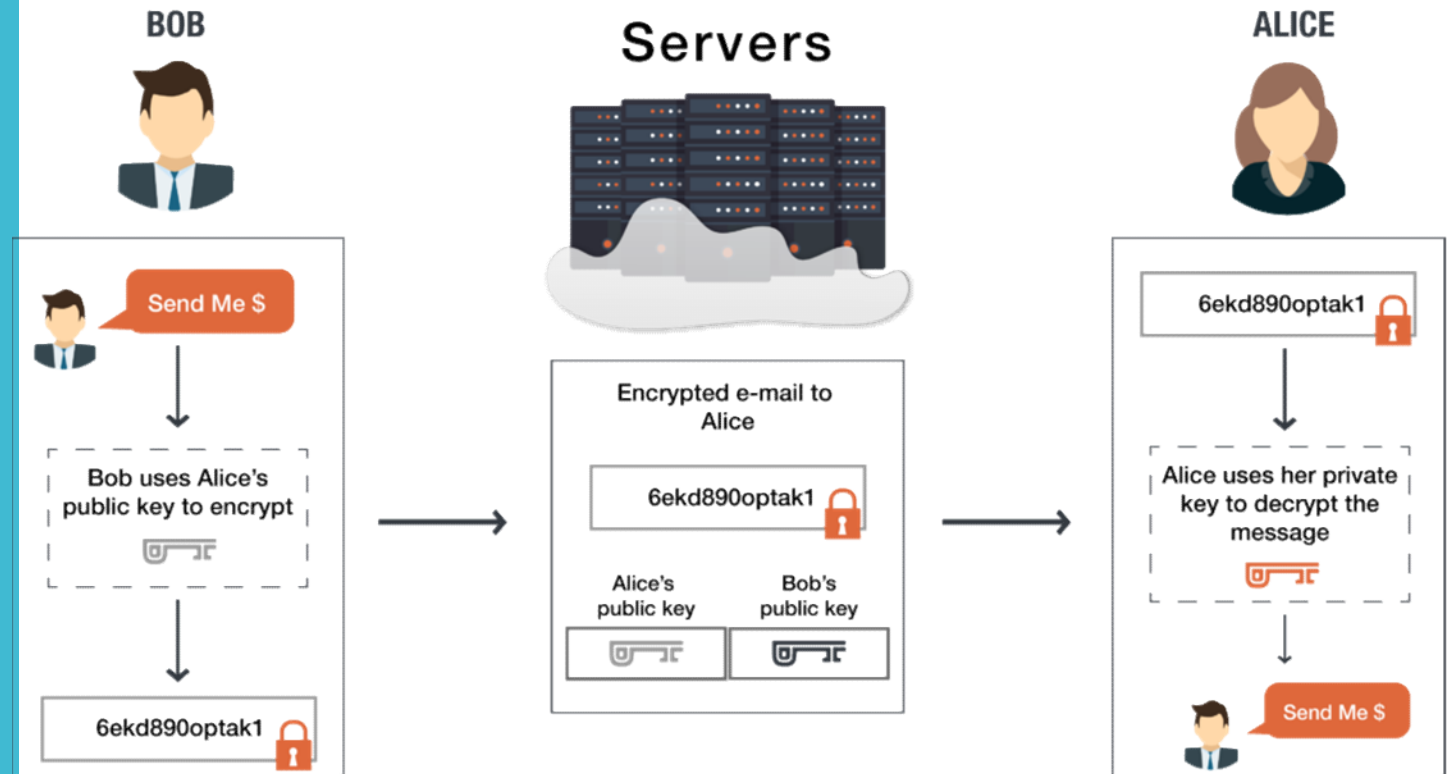 BOB
Send Me $
Bob uses Alice's
public key to encrypt
6ekd890optak1
Servers
Encrypted e-mail to
Alice
6ekd890optak1
Alice's
public key
Bob's
public key
ALICE
6ekd890optak1
Alice uses her private
key to decrypt the
message
Send Me $